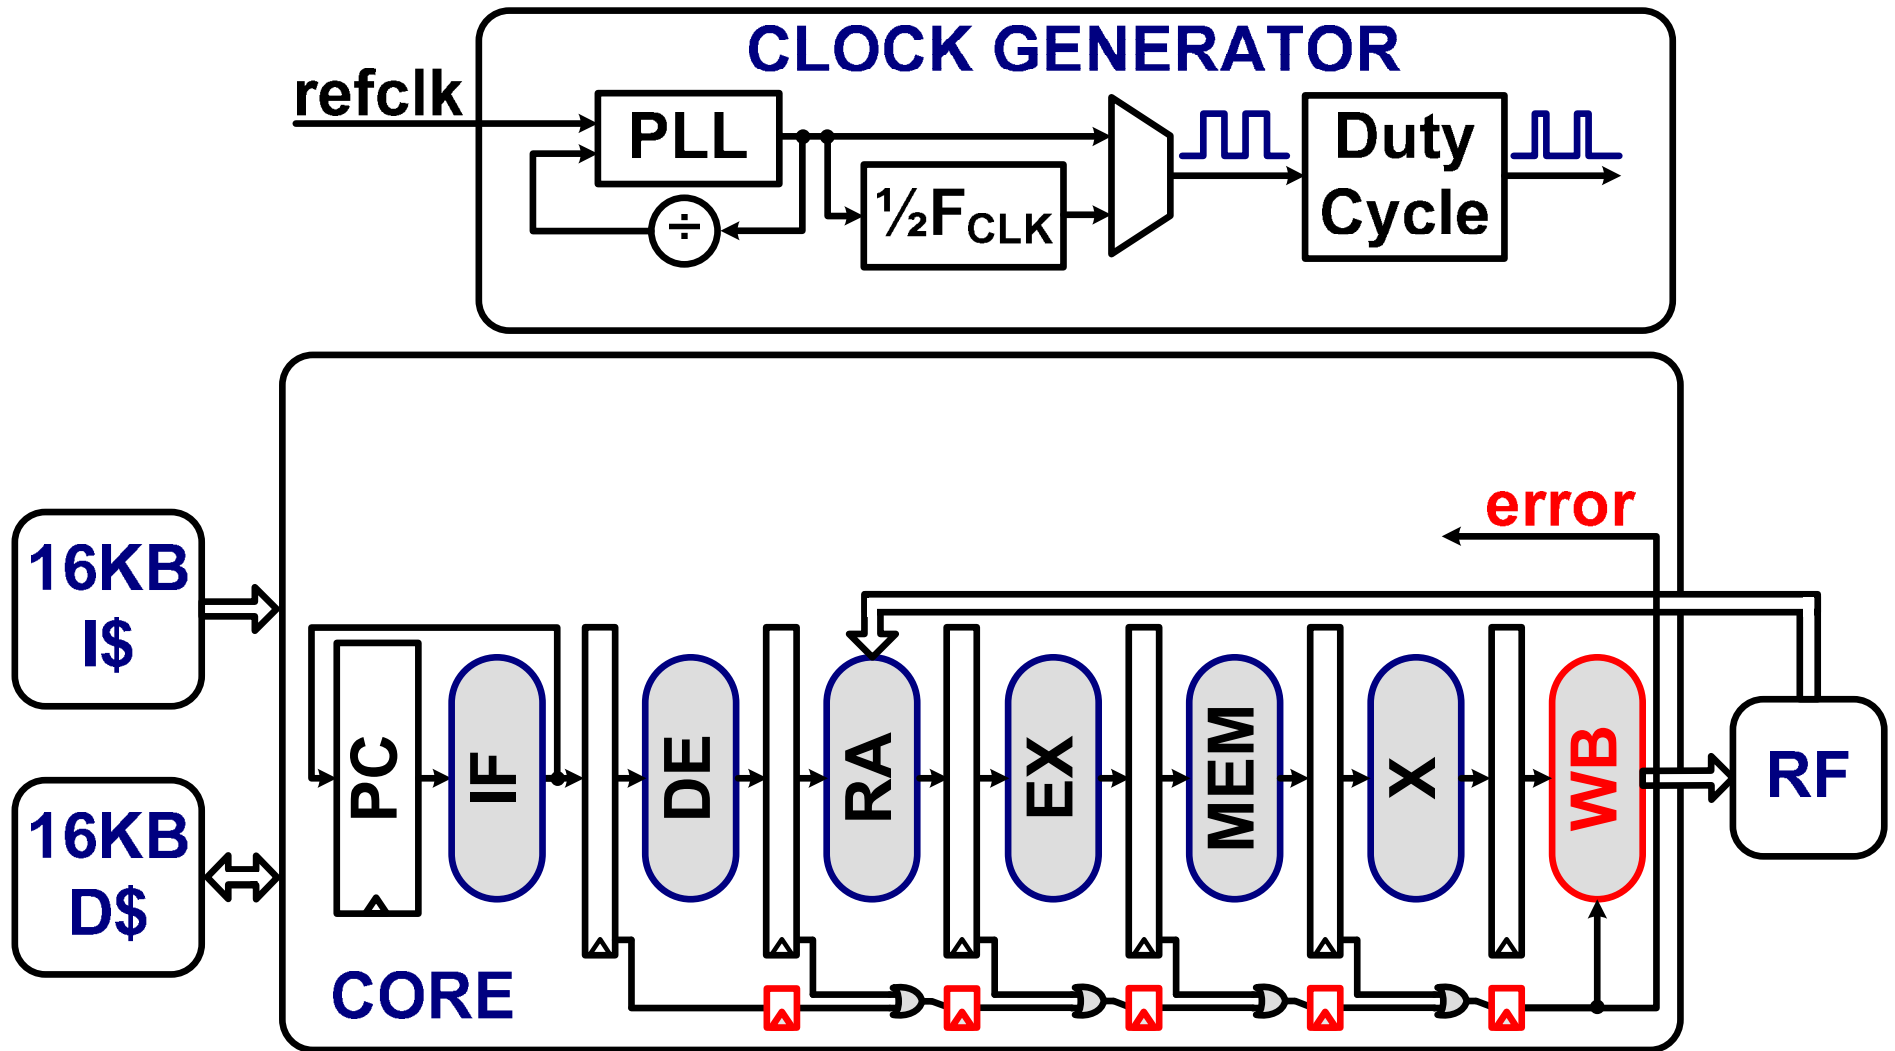 CLOCK GENERATOR
refclk
PLL
÷
½F_CLK
Duty
Cycle
error
16KB
I$
16KB
D$
PC
IF
DE
RA
EX
MEM
X
WB
RF
CORE